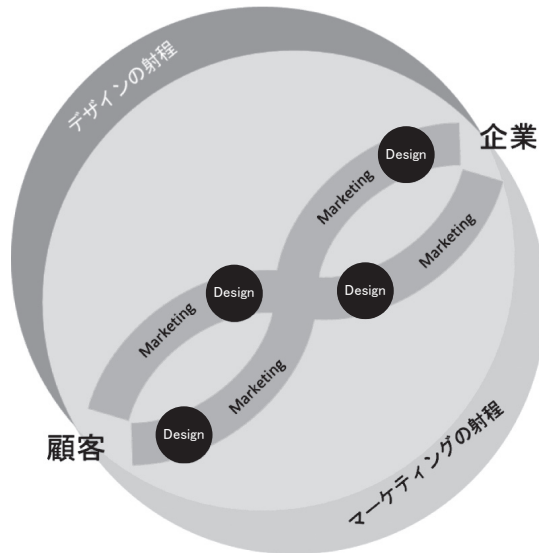 デザインの射程
企業
Design
Marketing
Marketing
Design
Design
Marketing
Marketing
Design
顧客
マーケティングの射程